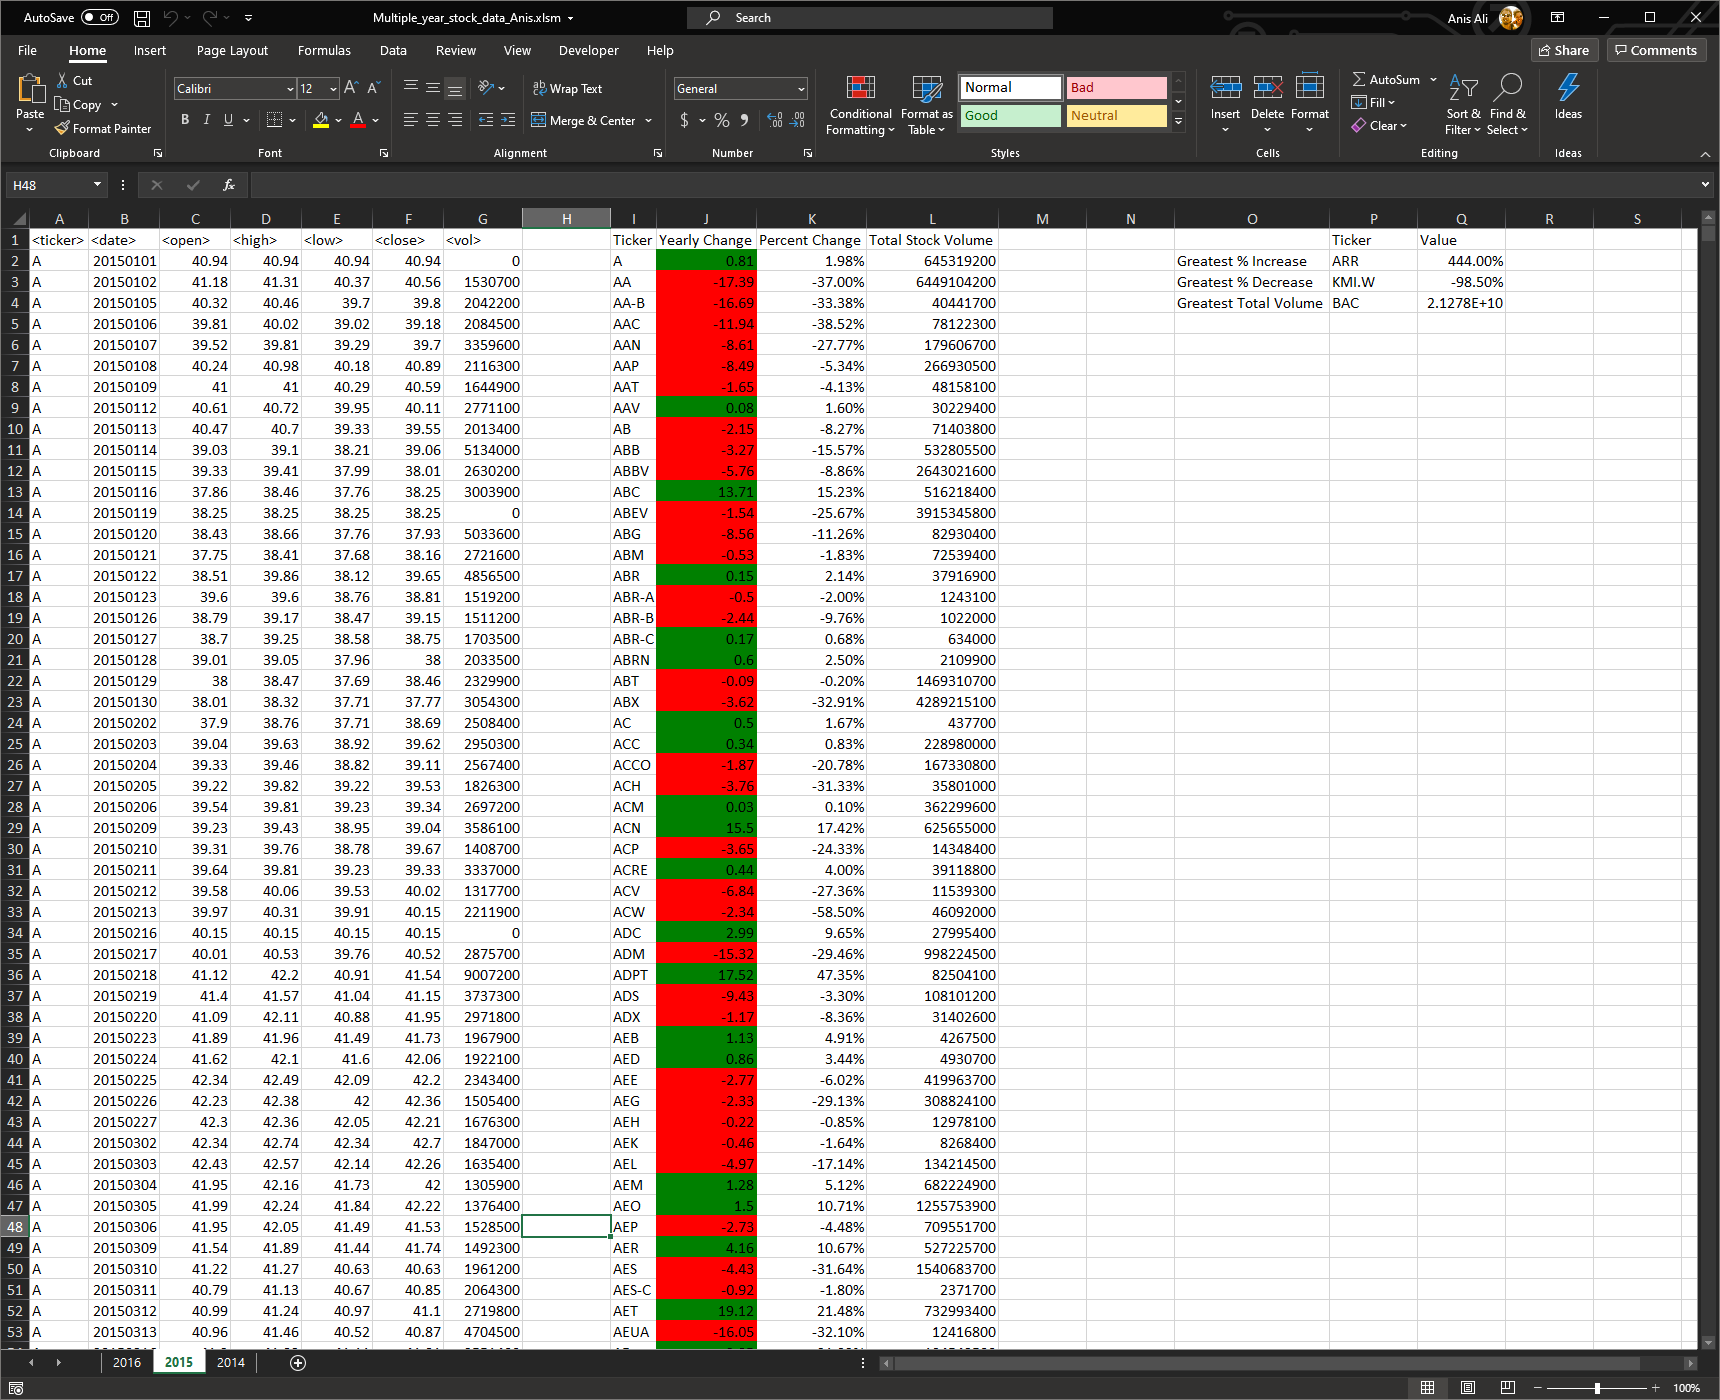 AutoSave Off Multiple_year_stock_data_Anis.xlsm Search Anis Ali
File Home Insert Page Layout Formulas Data Review View Developer Help Share Comments
Paste Cut Copy Format Painter Calibri 12 B I U Wrap Text Merge & Center General $ % Conditional Formatting Format as Table Normal Bad Good Neutral Insert Delete Format AutoSum Fill Clear Sort & Filter Find & Select Ideas
Clipboard Font Alignment Number Styles Cells Editing Ideas
H48 fx
A B C D E F G H I J K L M N O P Q R S
1 <ticker> <date> <open> <high> <low> <close> <vol> Ticker Yearly Change Percent Change Total Stock Volume Ticker Value
2 A 20150101 40.94 40.94 40.94 40.94 0 A 0.81 1.98% 645319200 Greatest % Increase ARR 444.00%
3 A 20150102 41.18 41.31 40.37 40.56 1530700 AA -17.39 -37.00% 6449104200 Greatest % Decrease KMI.W -98.50%
4 A 20150105 40.32 40.46 39.7 39.8 2042200 AA-B -16.69 -33.38% 40441700 Greatest Total Volume BAC 2.1278E+10
5 A 20150106 39.81 40.02 39.02 39.18 2084500 AAC -11.94 -38.52% 78122300
6 A 20150107 39.52 39.81 39.29 39.7 3359600 AAN -8.61 -27.77% 179606700
7 A 20150108 40.24 40.98 40.18 40.89 2116300 AAP -8.49 -5.34% 266930500
8 A 20150109 41 41 40.29 40.59 1644900 AAT -1.65 -4.13% 48158100
9 A 20150112 40.61 40.72 39.95 40.11 2771100 AAV 0.08 1.60% 30229400
10 A 20150113 40.47 40.7 39.33 39.55 2013400 AB -2.15 -8.27% 71403800
11 A 20150114 39.03 39.1 38.21 39.06 5134000 ABB -3.27 -15.57% 532805500
12 A 20150115 39.33 39.41 37.99 38.01 2630200 ABBV -5.76 -8.86% 2643021600
13 A 20150116 37.86 38.46 37.76 38.25 3003900 ABC 13.71 15.23% 516218400
14 A 20150119 38.25 38.25 38.25 38.25 0 ABEV -1.54 -25.67% 3915345800
15 A 20150120 38.43 38.66 37.76 37.93 5033600 ABG -8.56 -11.26% 82930400
16 A 20150121 37.75 38.41 37.68 38.16 2721600 ABM -0.53 -1.83% 72539400
17 A 20150122 38.51 39.86 38.12 39.65 4856500 ABR 0.15 2.14% 37916900
18 A 20150123 39.6 39.6 38.76 38.81 1519200 ABR-A -0.5 -2.00% 1243100
19 A 20150126 38.79 39.17 38.47 39.15 1511200 ABR-B -2.44 -9.76% 1022000
20 A 20150127 38.7 39.25 38.58 38.75 1703500 ABR-C 0.17 0.68% 634000
21 A 20150128 39.01 39.05 37.96 38 2033500 ABRN 0.6 2.50% 2109900
22 A 20150129 38 38.47 37.69 38.46 2329900 ABT -0.09 -0.20% 1469310700
23 A 20150130 38.01 38.32 37.71 37.77 3054300 ABX -3.62 -32.91% 4289215100
24 A 20150202 37.9 38.76 37.71 38.69 2508400 AC 0.5 1.67% 437700
25 A 20150203 39.04 39.63 38.92 39.62 2950300 ACC 0.34 0.83% 228980000
26 A 20150204 39.33 39.46 38.82 39.11 2567400 ACCO -1.87 -20.78% 167330800
27 A 20150205 39.22 39.82 39.22 39.53 1826300 ACH -3.76 -31.33% 35801000
28 A 20150206 39.54 39.81 39.23 39.34 2697200 ACM 0.03 0.10% 362299600
29 A 20150209 39.23 39.43 38.95 39.04 3586100 ACN 15.5 17.42% 625655000
30 A 20150210 39.31 39.76 38.78 39.67 1408700 ACP -3.65 -24.33% 14348400
31 A 20150211 39.64 39.81 39.23 39.33 3337000 ACRE 0.44 4.00% 39118800
32 A 20150212 39.58 40.06 39.53 40.02 1317700 ACV -6.84 -27.36% 11539300
33 A 20150213 39.97 40.31 39.91 40.15 2211900 ACW -2.34 -58.50% 46092000
34 A 20150216 40.15 40.15 40.15 40.15 0 ADC 2.99 9.65% 27995400
35 A 20150217 40.01 40.53 39.76 40.52 2875700 ADM -15.32 -29.46% 998224500
36 A 20150218 41.12 42.2 40.91 41.54 9007200 ADPT 17.52 47.35% 82504100
37 A 20150219 41.4 41.57 41.04 41.15 3737300 ADS -9.43 -3.30% 108101200
38 A 20150220 41.09 42.11 40.88 41.95 2971800 ADX -1.17 -8.36% 31402600
39 A 20150223 41.89 41.96 41.49 41.73 1967900 AEB 1.13 4.91% 4267500
40 A 20150224 41.62 42.1 41.6 42.06 1922100 AED 0.86 3.44% 4930700
41 A 20150225 42.34 42.49 42.09 42.2 2343400 AEE -2.77 -6.02% 419963700
42 A 20150226 42.23 42.38 42 42.36 1505400 AEG -2.33 -29.13% 308824100
43 A 20150227 42.3 42.36 42.05 42.21 1676300 AEH -0.22 -0.85% 12978100
44 A 20150302 42.34 42.74 42.34 42.7 1847000 AEK -0.46 -1.64% 8268400
45 A 20150303 42.43 42.57 42.14 42.26 1635400 AEL -4.97 -17.14% 134214500
46 A 20150304 41.95 42.16 41.73 42 1305900 AEM 1.28 5.12% 682224900
47 A 20150305 41.99 42.24 41.84 42.22 1376400 AEO 1.5 10.71% 1255753900
48 A 20150306 41.95 42.05 41.49 41.53 1528500 AEP -2.73 -4.48% 709551700
49 A 20150309 41.54 41.89 41.44 41.74 1492300 AER 4.16 10.67% 527225700
50 A 20150310 41.22 41.27 40.63 40.63 1961200 AES -4.43 -31.64% 1540683700
51 A 20150311 40.79 41.13 40.67 40.85 2064300 AES-C -0.92 -1.80% 2371700
52 A 20150312 40.99 41.24 40.97 41.1 2719800 AET 19.12 21.48% 732993400
53 A 20150313 40.96 41.46 40.52 40.87 4704500 AEUA -16.05 -32.10% 12416800
2016 2015 2014
100%